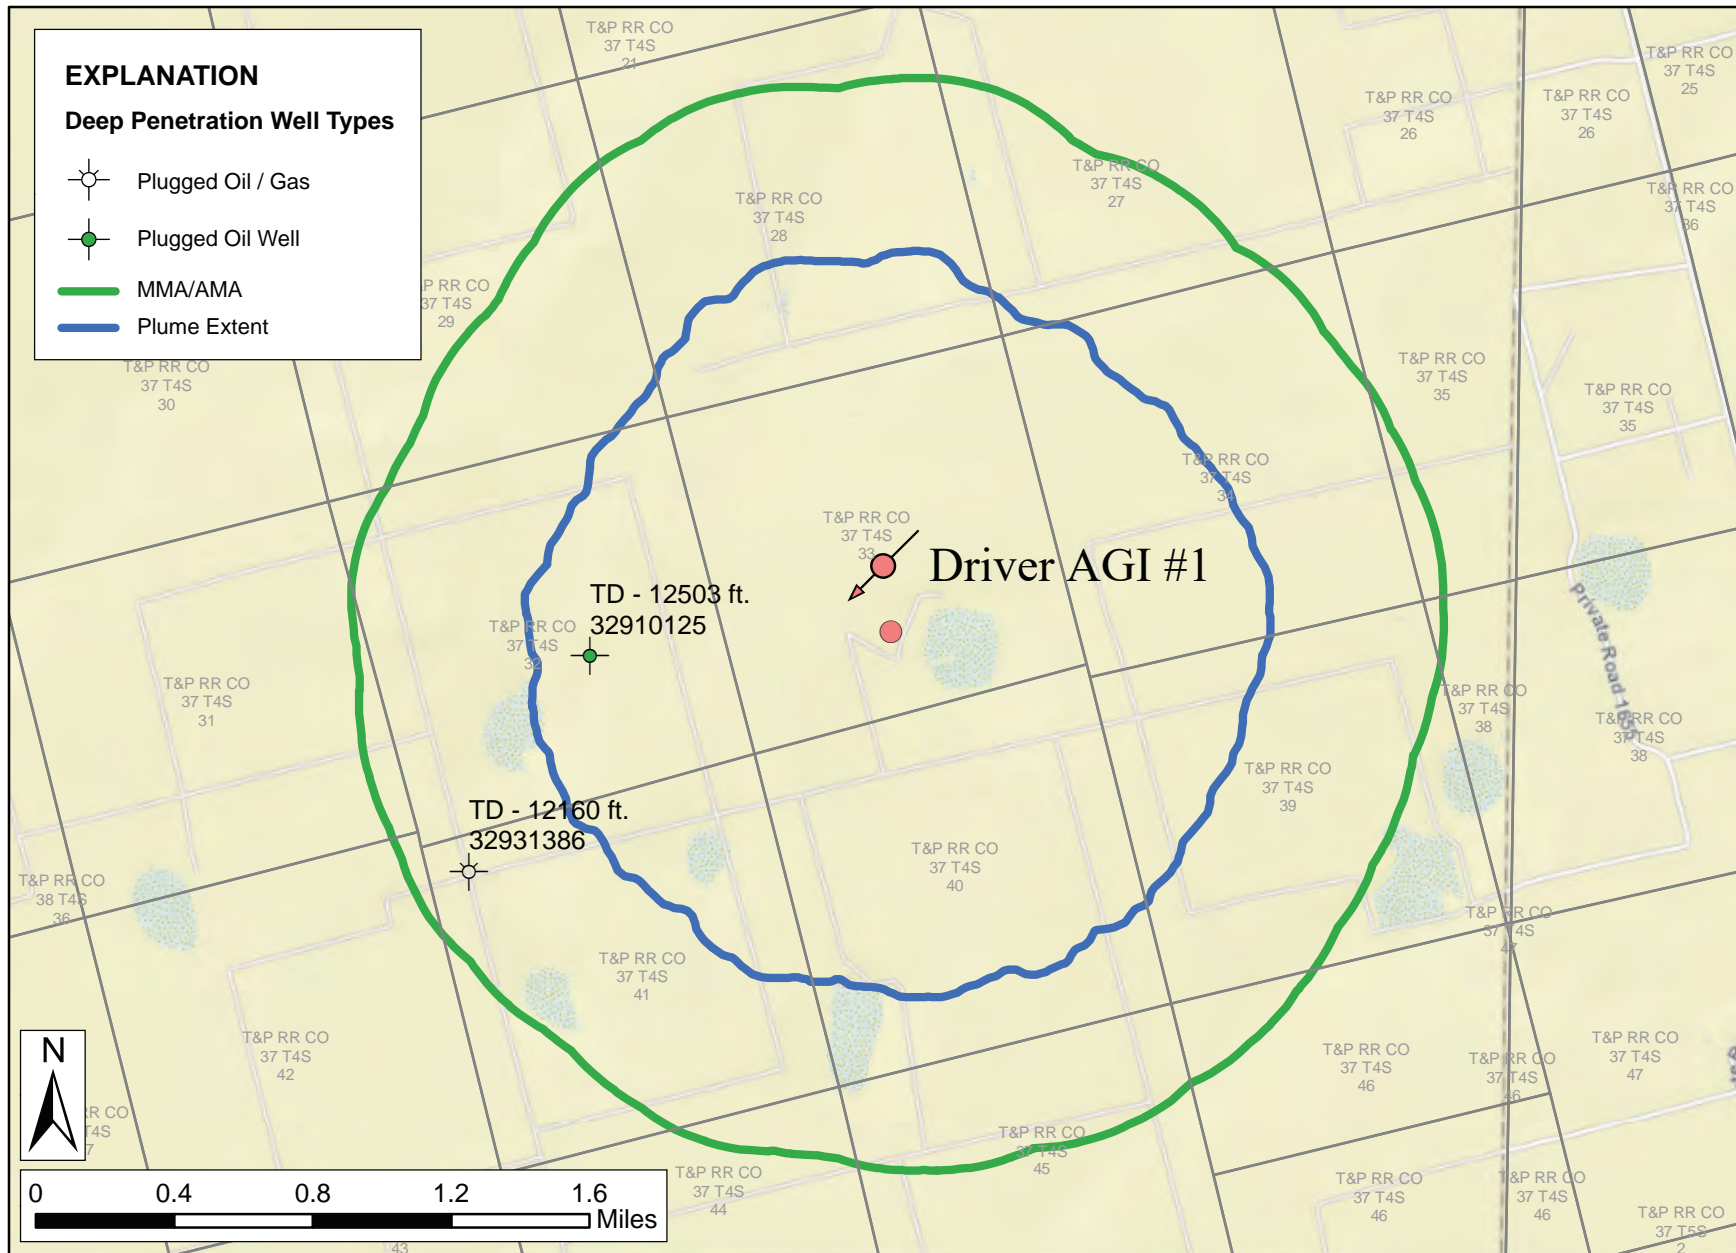 EXPLANATION
Deep Penetration Well Types
Plugged Oil / Gas
Plugged Oil Well
MMA/AMA
Plume Extent
T&P RR CO
37 T4S
21
T&P RR CO
37 T4S
25
T&P RR CO
37 T4S
26
T&P RR CO
37 T4S
26
T&P RR CO
37 T4S
27
T&P RR CO
37 T4S
28
T&P RR CO
37 T4S
36
P RR CO
37 T4S
29
T&P RR CO
37 T4S
30
T&P RR CO
37 T4S
35
T&P RR CO
37 T4S
35
T&P RR CO
37 T4S
34
T&P RR CO
37 T4S
33
Driver AGI #1
TD - 12503 ft.
32910125
T&P RR CO
37 T4S
32
T&P RR CO
37 T4S
31
Private Road 1655
T&P RR CO
37 T4S
38
T&P RR CO
37 T4S
38
T&P RR CO
37 T4S
39
TD - 12160 ft.
32931386
T&P RR CO
37 T4S
40
T&P RR CO
38 T4S
36
T&P RR CO
37 T4S
47
T&P RR CO
37 T4S
41
T&P RR CO
37 T4S
42
T&P RR CO
37 T4S
46
T&P RR CO
37 T4S
46
T&P RR CO
37 T4S
47
N
R CO
T4S
7
T&P RR CO
37 T4S
45
T&P RR CO
37 T4S
44
T&P RR CO
37 T4S
46
T&P RR CO
37 T4S
46
T&P RR CO
37 T5S
2
0 0.4 0.8 1.2 1.6
Miles
43